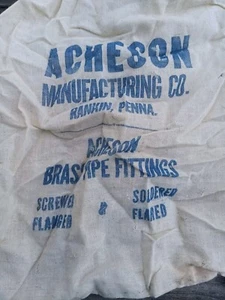 ACHESON
MANUFACTURING CO.
RANKIN, PENNA.
ACHESON
BRASS PIPE FITTINGS
SCREWED SOLDERED
FLANGED & FLARED